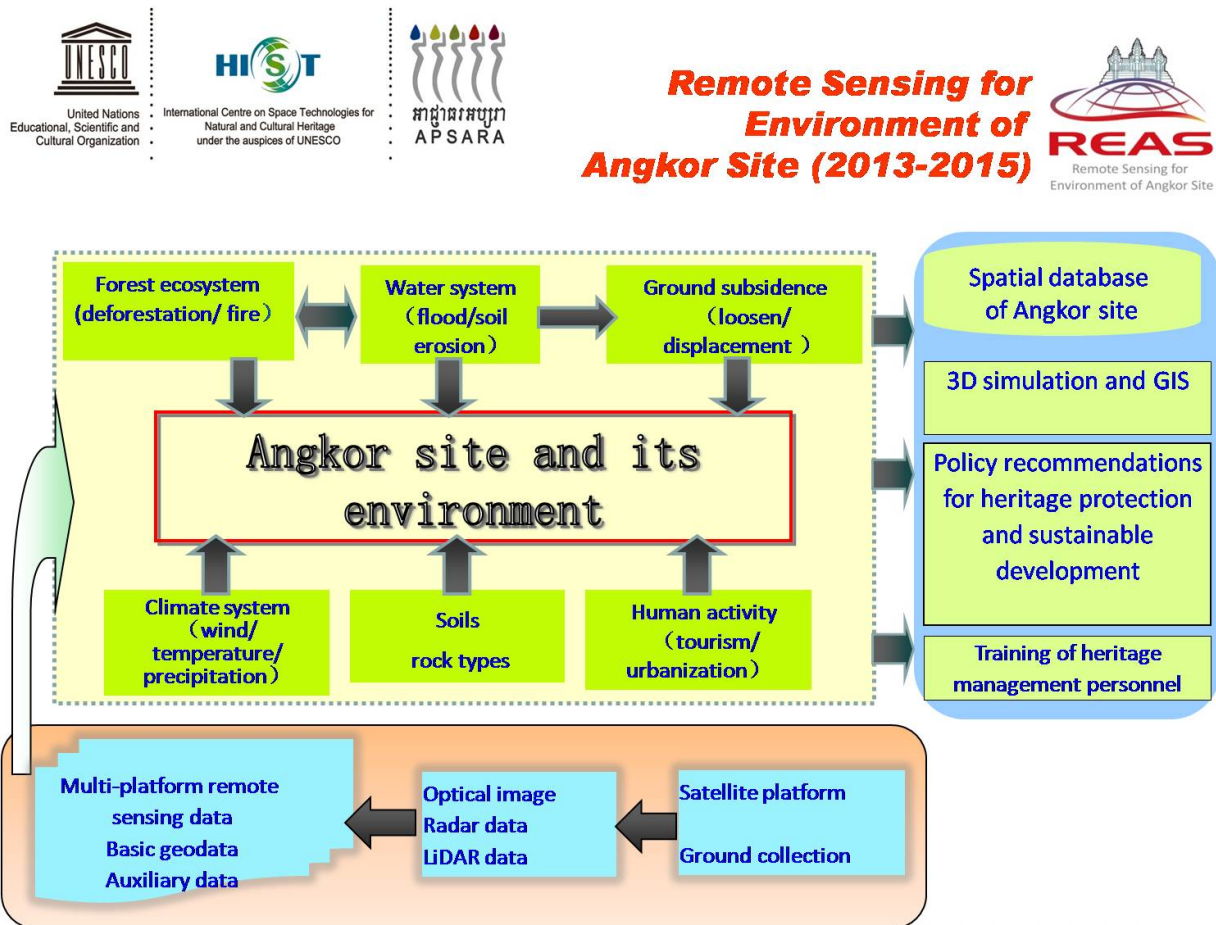 UNESCO
United Nations
Educational, Scientific and
Cultural Organization
HIST
International Centre on Space Technologies for
Natural and Cultural Heritage
under the auspices of UNESCO
អាជ្ញាធរអប្សរា
APSARA
Remote Sensing for
Environment of
Angkor Site (2013-2015)
REAS
Remote Sensing for
Environment of Angkor Site
Forest ecosystem
(deforestation/ fire）
Water system
（flood/soil
erosion）
Ground subsidence
（loosen/
displacement ）
Angkor site and its
environment
Climate system
（wind/
temperature/
precipitation）
Soils
rock types
Human activity
（tourism/
urbanization）
Spatial database
of Angkor site
3D simulation and GIS
Policy recommendations
for heritage protection
and sustainable
development
Training of heritage
management personnel
Multi-platform remote
sensing data
Basic geodata
Auxiliary data
Optical image
Radar data
LiDAR data
Satellite platform
Ground collection